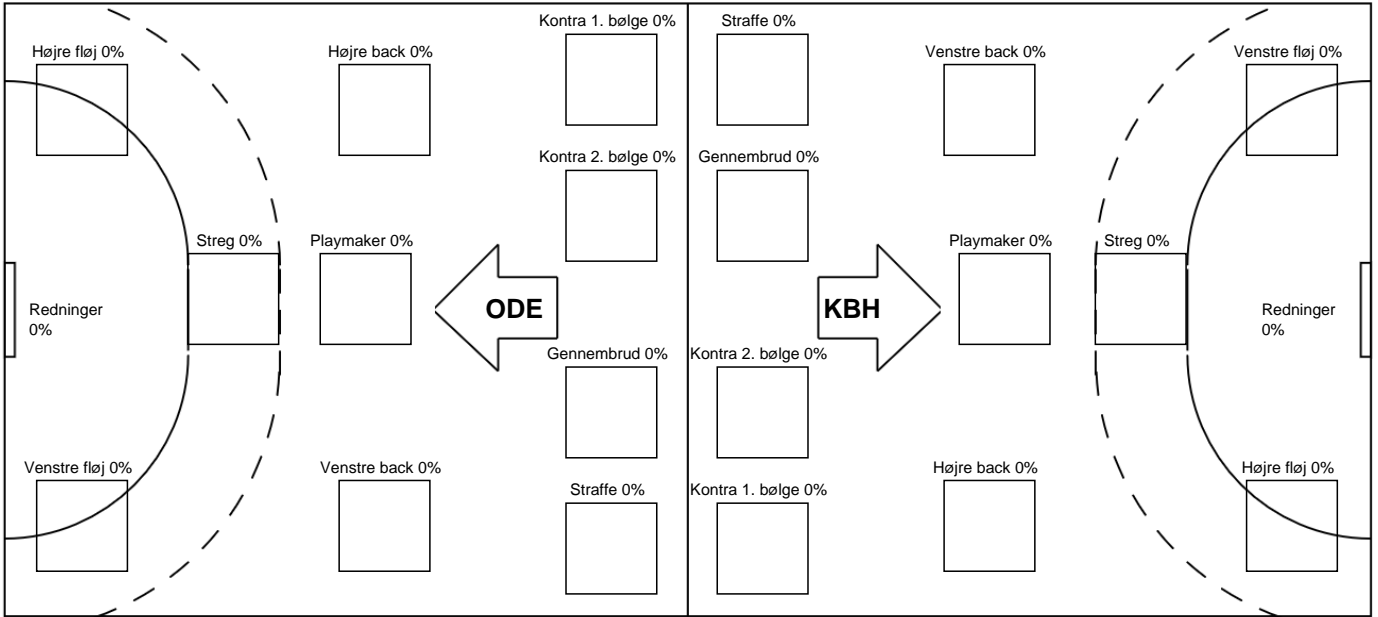 Kontra 1. bølge 0%
Straffe 0%
Højre fløj 0%
Højre back 0%
Venstre back 0%
Venstre fløj 0%
Kontra 2. bølge 0%
Gennembrud 0%
Streg 0%
Playmaker 0%
Playmaker 0%
Streg 0%
Redninger
0%
ODE
KBH
Redninger
0%
Gennembrud 0%
Kontra 2. bølge 0%
Venstre fløj 0%
Venstre back 0%
Højre back 0%
Højre fløj 0%
Straffe 0%
Kontra 1. bølge 0%